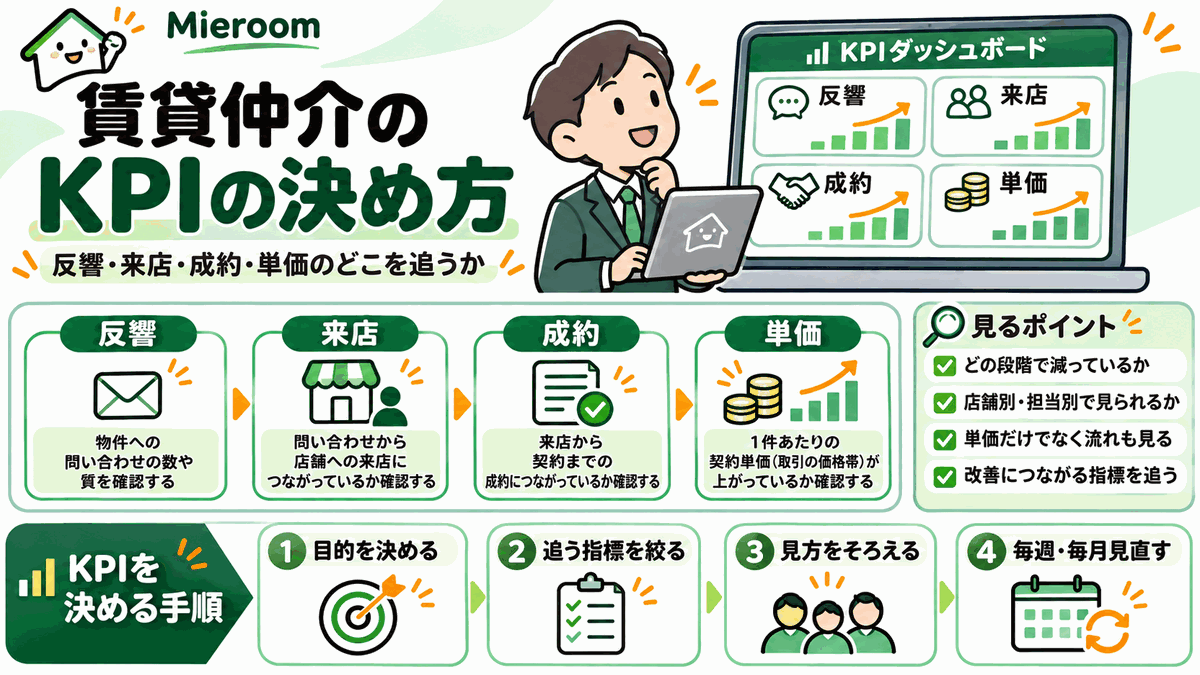 Mieroom
賃貸仲介の
KPIの決め方
反響・来店・成約・単価のどこを追うか
KPIダッシュボード
反響
来店
成約
単価
反響
物件への
問い合わせの数や
質を確認する
来店
問い合わせから
店舗への来店に
つながっているか確認する
成約
来店から
契約までの
成約につながっているか確認する
単価
1件あたりの
契約単価(取引の価格帯)が
上がっているか確認する
見るポイント
どの段階で減っているか
店舗別・担当別で見られるか
単価だけでなく流れも見る
改善につながる指標を追う
KPIを
決める手順
1 目的を決める
2 追う指標を絞る
3 見方をそろえる
4 毎週・毎月見直す